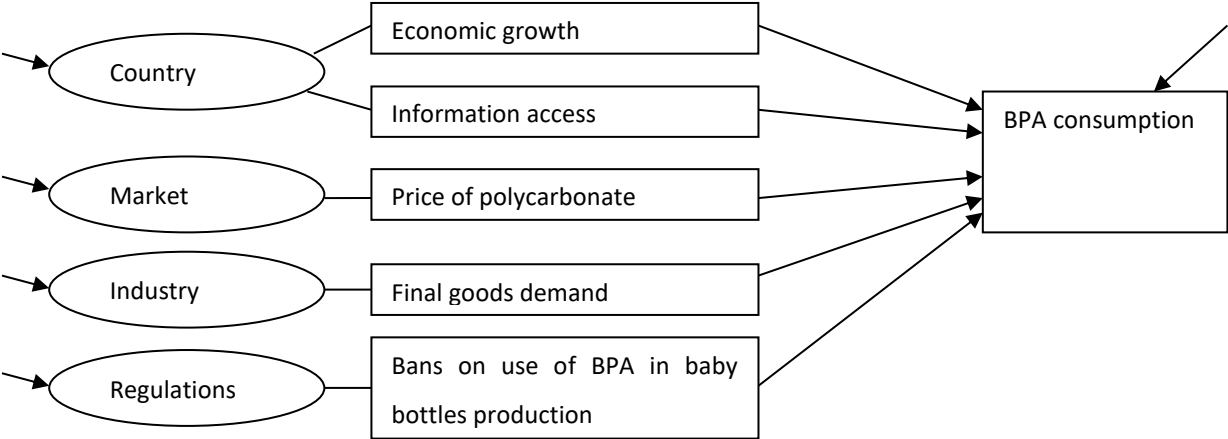 Economic growth
Country
Information access
BPA consumption
Market
Price of polycarbonate
Industry
Final goods demand
Regulations
Bans on use of BPA in baby
bottles production